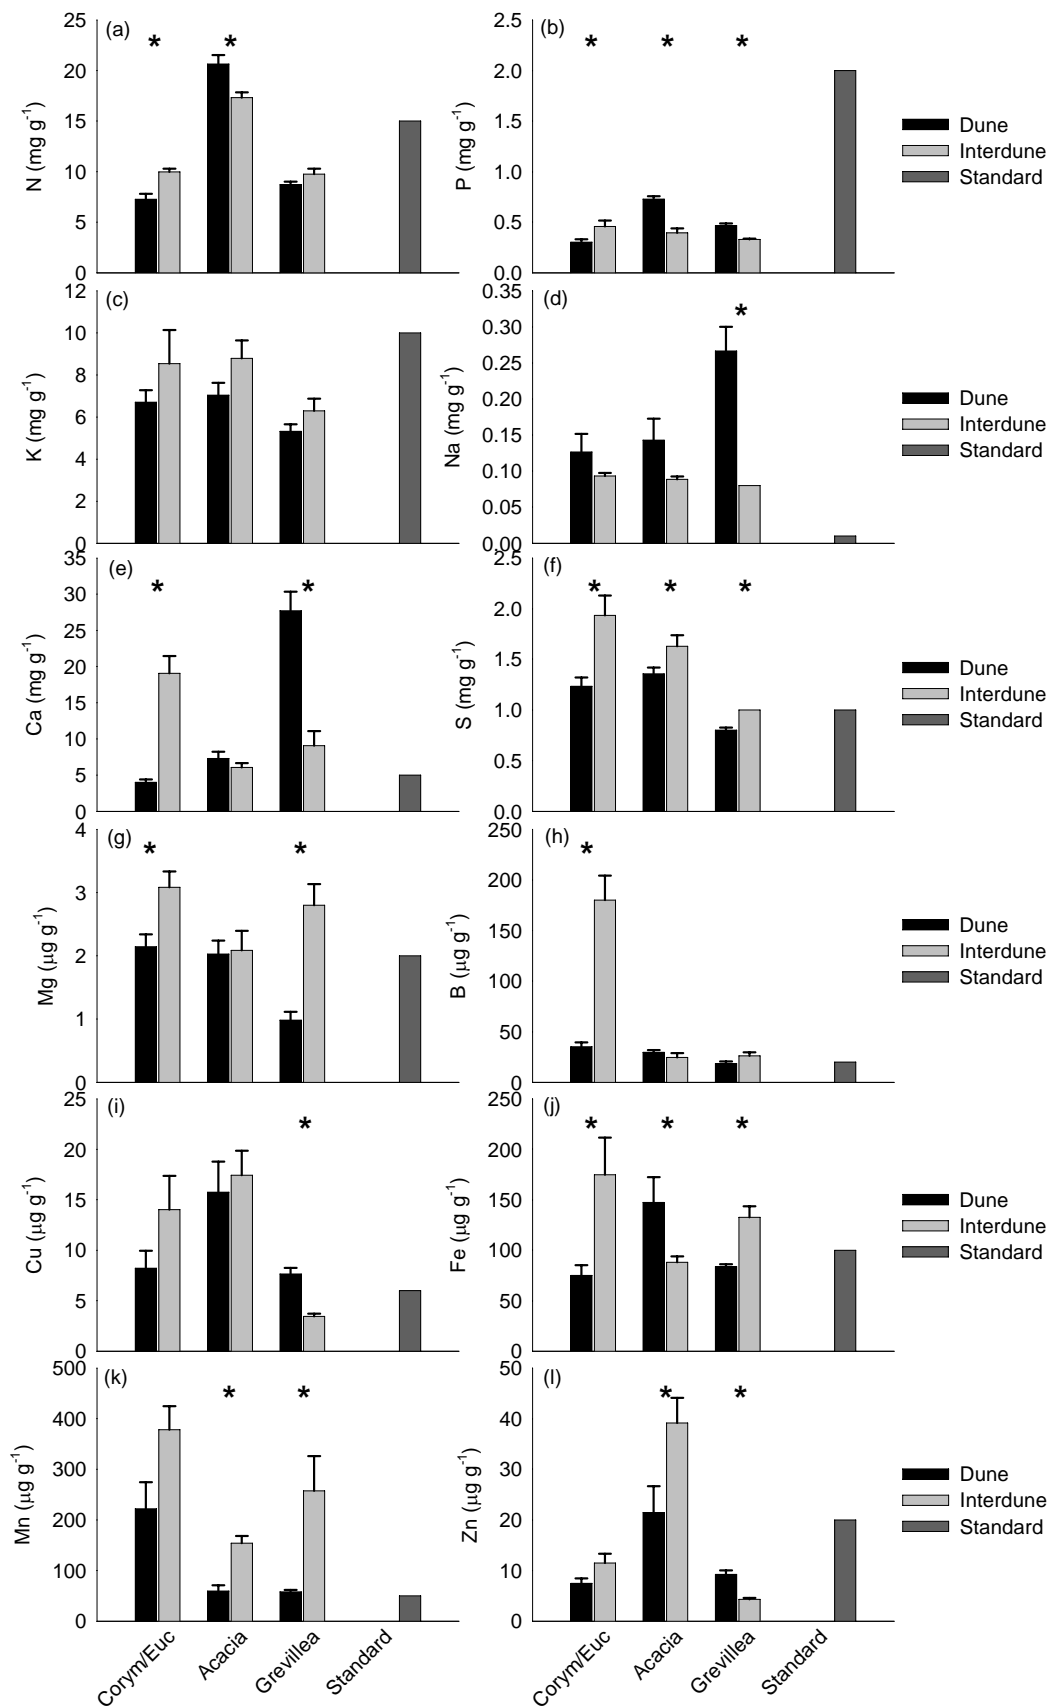 (a)
* *
25
20
15
10
5
0
N (mg g-1)
(b)
* * *
2.5
2.0
1.5
1.0
0.5
0.0
P (mg g-1)
Dune
Interdune
Standard
(c)
12
10
8
6
4
2
0
K (mg g-1)
(d)
*
0.35
0.30
0.25
0.20
0.15
0.10
0.05
0.00
Na (mg g-1)
Dune
Interdune
Standard
(e)
* *
35
30
25
20
15
10
5
0
Ca (mg g-1)
(f)
* * *
2.5
2.0
1.5
1.0
0.5
0.0
S (mg g-1)
Dune
Interdune
Standard
(g)
* *
4
3
2
1
0
Mg (μg g-1)
(h)
*
250
200
150
100
50
0
B (μg g-1)
Dune
Interdune
Standard
(i)
*
25
20
15
10
5
0
Cu (μg g-1)
(j)
* * *
250
200
150
100
50
0
Fe (μg g-1)
Dune
Interdune
Standard
(k)
* *
500
400
300
200
100
0
Mn (μg g-1)
Corym/Euc
Acacia
Grevillea
Standard
(l)
* *
50
40
30
20
10
0
Zn (μg g-1)
Corym/Euc
Acacia
Grevillea
Standard
Dune
Interdune
Standard